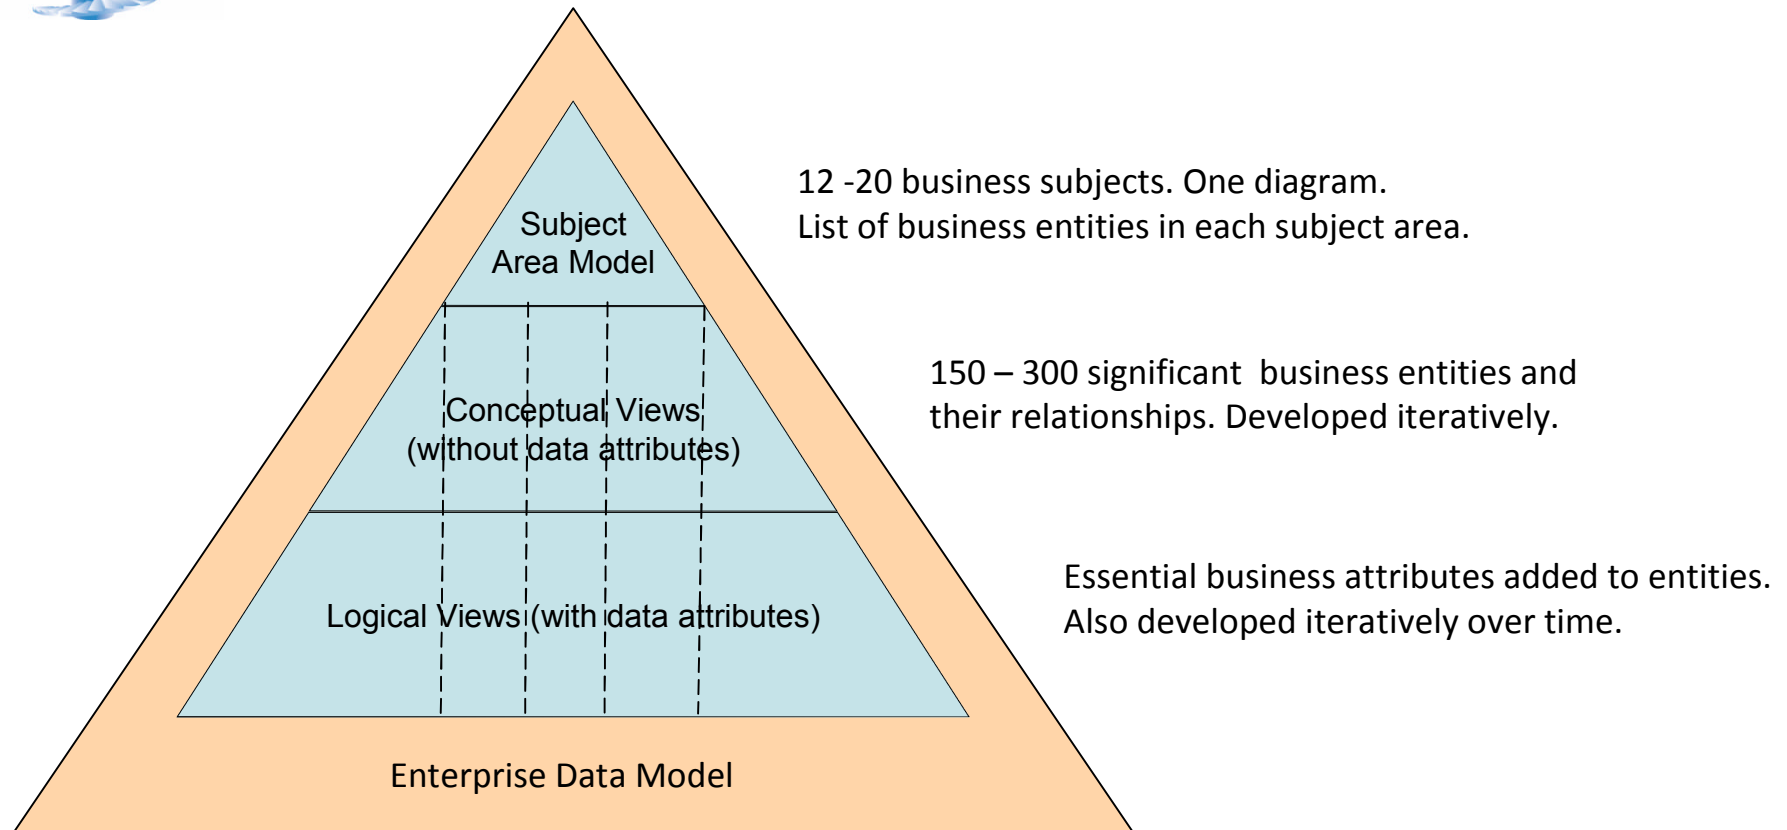 12 -20 business subjects. One diagram.
List of business entities in each subject area.
Subject
Area Model
150 – 300 significant  business entities and
their relationships. Developed iteratively.
Conceptual Views
(without data attributes)
Essential business attributes added to entities.
Also developed iteratively over time.
Logical Views (with data attributes)
Enterprise Data Model